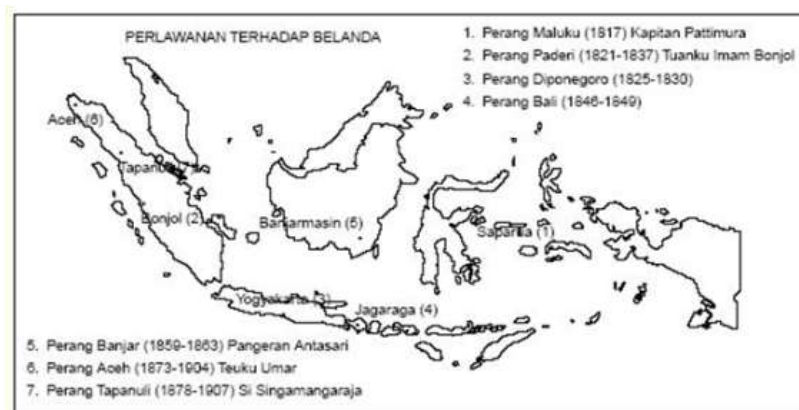 PERLAWANAN TERHADAP BELANDA
1. Perang Maluku (1817) Kapitan Pattimura
2. Perang Paderi (1821-1837) Tuanku Imam Bonjol
3. Perang Diponegoro (1825-1830)
4. Perang Bali (1846-1849)
Aceh (6)
Tapanuli (7)
Bonjol (2)
Banjarmasin (5)
Saparua (1)
Yogyakarta (3)
Jagaraga (4)
5. Perang Banjar (1859-1863) Pangeran Antasari
6. Perang Aceh (1873-1904) Teuku Umar
7. Perang Tapanuli (1878-1907) Si Singamangaraja